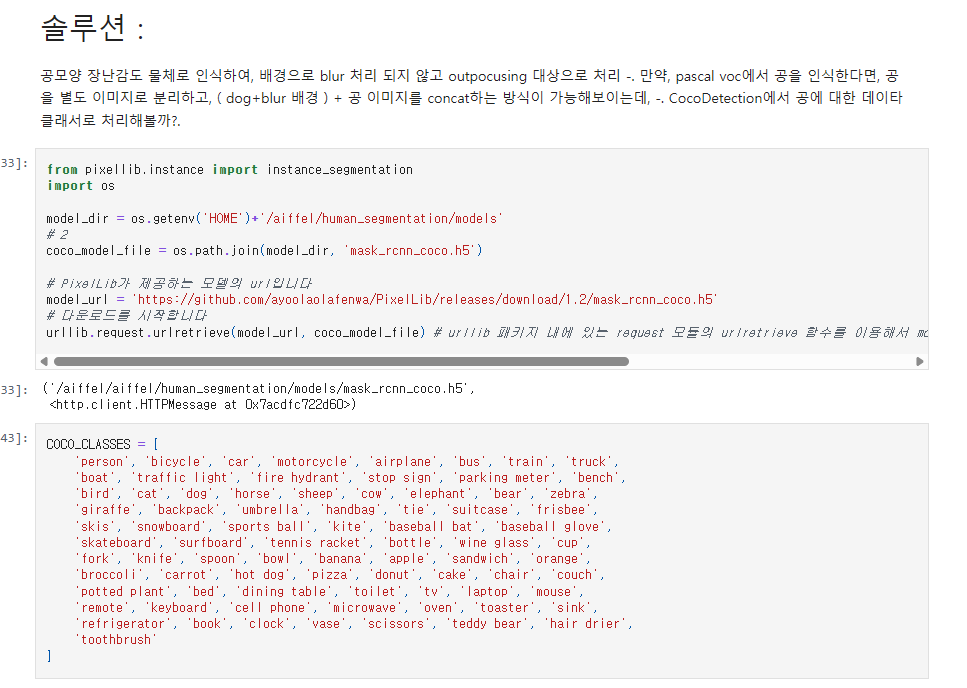 솔루션 :
공모양 장난감도 물체로 인식하여, 배경으로 blur 처리 되지 않고 outpocusing 대상으로 처리 -. 만약, pascal voc에서 공을 인식한다면, 공
을 별도 이미지로 분리하고, ( dog+blur 배경 ) + 공 이미지를 concat하는 방식이 가능해보이는데, -. CocoDetection에서 공에 대한 데이타
클래서로 처리해볼까?.
33]:
from pixellib.instance import instance_segmentation
import os
model_dir = os.getenv('HOME')+'/aiffel/human_segmentation/models'
# 2
coco_model_file = os.path.join(model_dir, 'mask_rcnn_coco.h5')
# PixelLib가 제공하는 모델의 url입니다
model_url = 'https://github.com/ayoolaolafenwa/PixelLib/releases/download/1.2/mask_rcnn_coco.h5'
# 다운로드를 시작합니다
urllib.request.urlretrieve(model_url, coco_model_file) # urllib 패키지 내에 있는 request 모듈의 urlretrieve 함수를 이용해서 mo
33]:
('/aiffel/aiffel/human_segmentation/models/mask_rcnn_coco.h5',
<http.client.HTTPMessage at 0x7acdfc722d60>)
43]:
COCO_CLASSES = [
'person', 'bicycle', 'car', 'motorcycle', 'airplane', 'bus', 'train', 'truck',
'boat', 'traffic light', 'fire hydrant', 'stop sign', 'parking meter', 'bench',
'bird', 'cat', 'dog', 'horse', 'sheep', 'cow', 'elephant', 'bear', 'zebra',
'giraffe', 'backpack', 'umbrella', 'handbag', 'tie', 'suitcase', 'frisbee',
'skis', 'snowboard', 'sports ball', 'kite', 'baseball bat', 'baseball glove',
'skateboard', 'surfboard', 'tennis racket', 'bottle', 'wine glass', 'cup',
'fork', 'knife', 'spoon', 'bowl', 'banana', 'apple', 'sandwich', 'orange',
'broccoli', 'carrot', 'hot dog', 'pizza', 'donut', 'cake', 'chair', 'couch',
'potted plant', 'bed', 'dining table', 'toilet', 'tv', 'laptop', 'mouse',
'remote', 'keyboard', 'cell phone', 'microwave', 'oven', 'toaster', 'sink',
'refrigerator', 'book', 'clock', 'vase', 'scissors', 'teddy bear', 'hair drier',
'toothbrush'
]